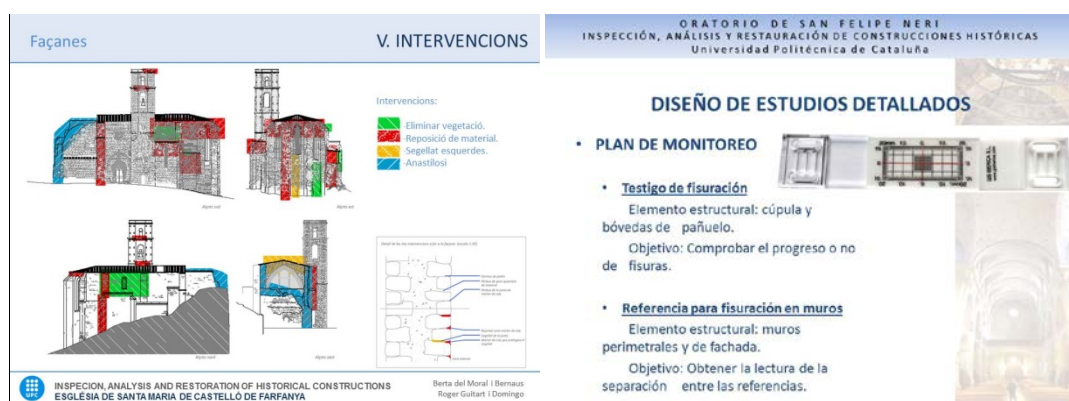 Façanes
V. INTERVENCIONS
Intervencions:
Eliminar vegetació.
Reposició de material.
Segellat esquerdes.
Anastilosi
UPC
INSPECION, ANALYSIS AND RESTORATION OF HISTORICAL CONSTRUCTIONS
ESGLÉSIA DE SANTA MARIA DE CASTELLÓ DE FARFANYA
Berta del Moral i Bernaus
Roger Guitart i Domingo
ORATORIO DE SAN FELIPE NERI
INSPECCIÓN, ANÁLISIS Y RESTAURACIÓN DE CONSTRUCCIONES HISTÓRICAS
Universidad Politécnica de Cataluña
DISEÑO DE ESTUDIOS DETALLADOS
• PLAN DE MONITOREO
• Testigo de fisuración
Elemento estructural: cúpula y
bóvedas de pañuelo.
Objetivo: Comprobar el progreso o no
de fisuras.
• Referencia para fisuración en muros
Elemento estructural: muros
perimetrales y de fachada.
Objetivo: Obtener la lectura de la
separación entre las referencias.